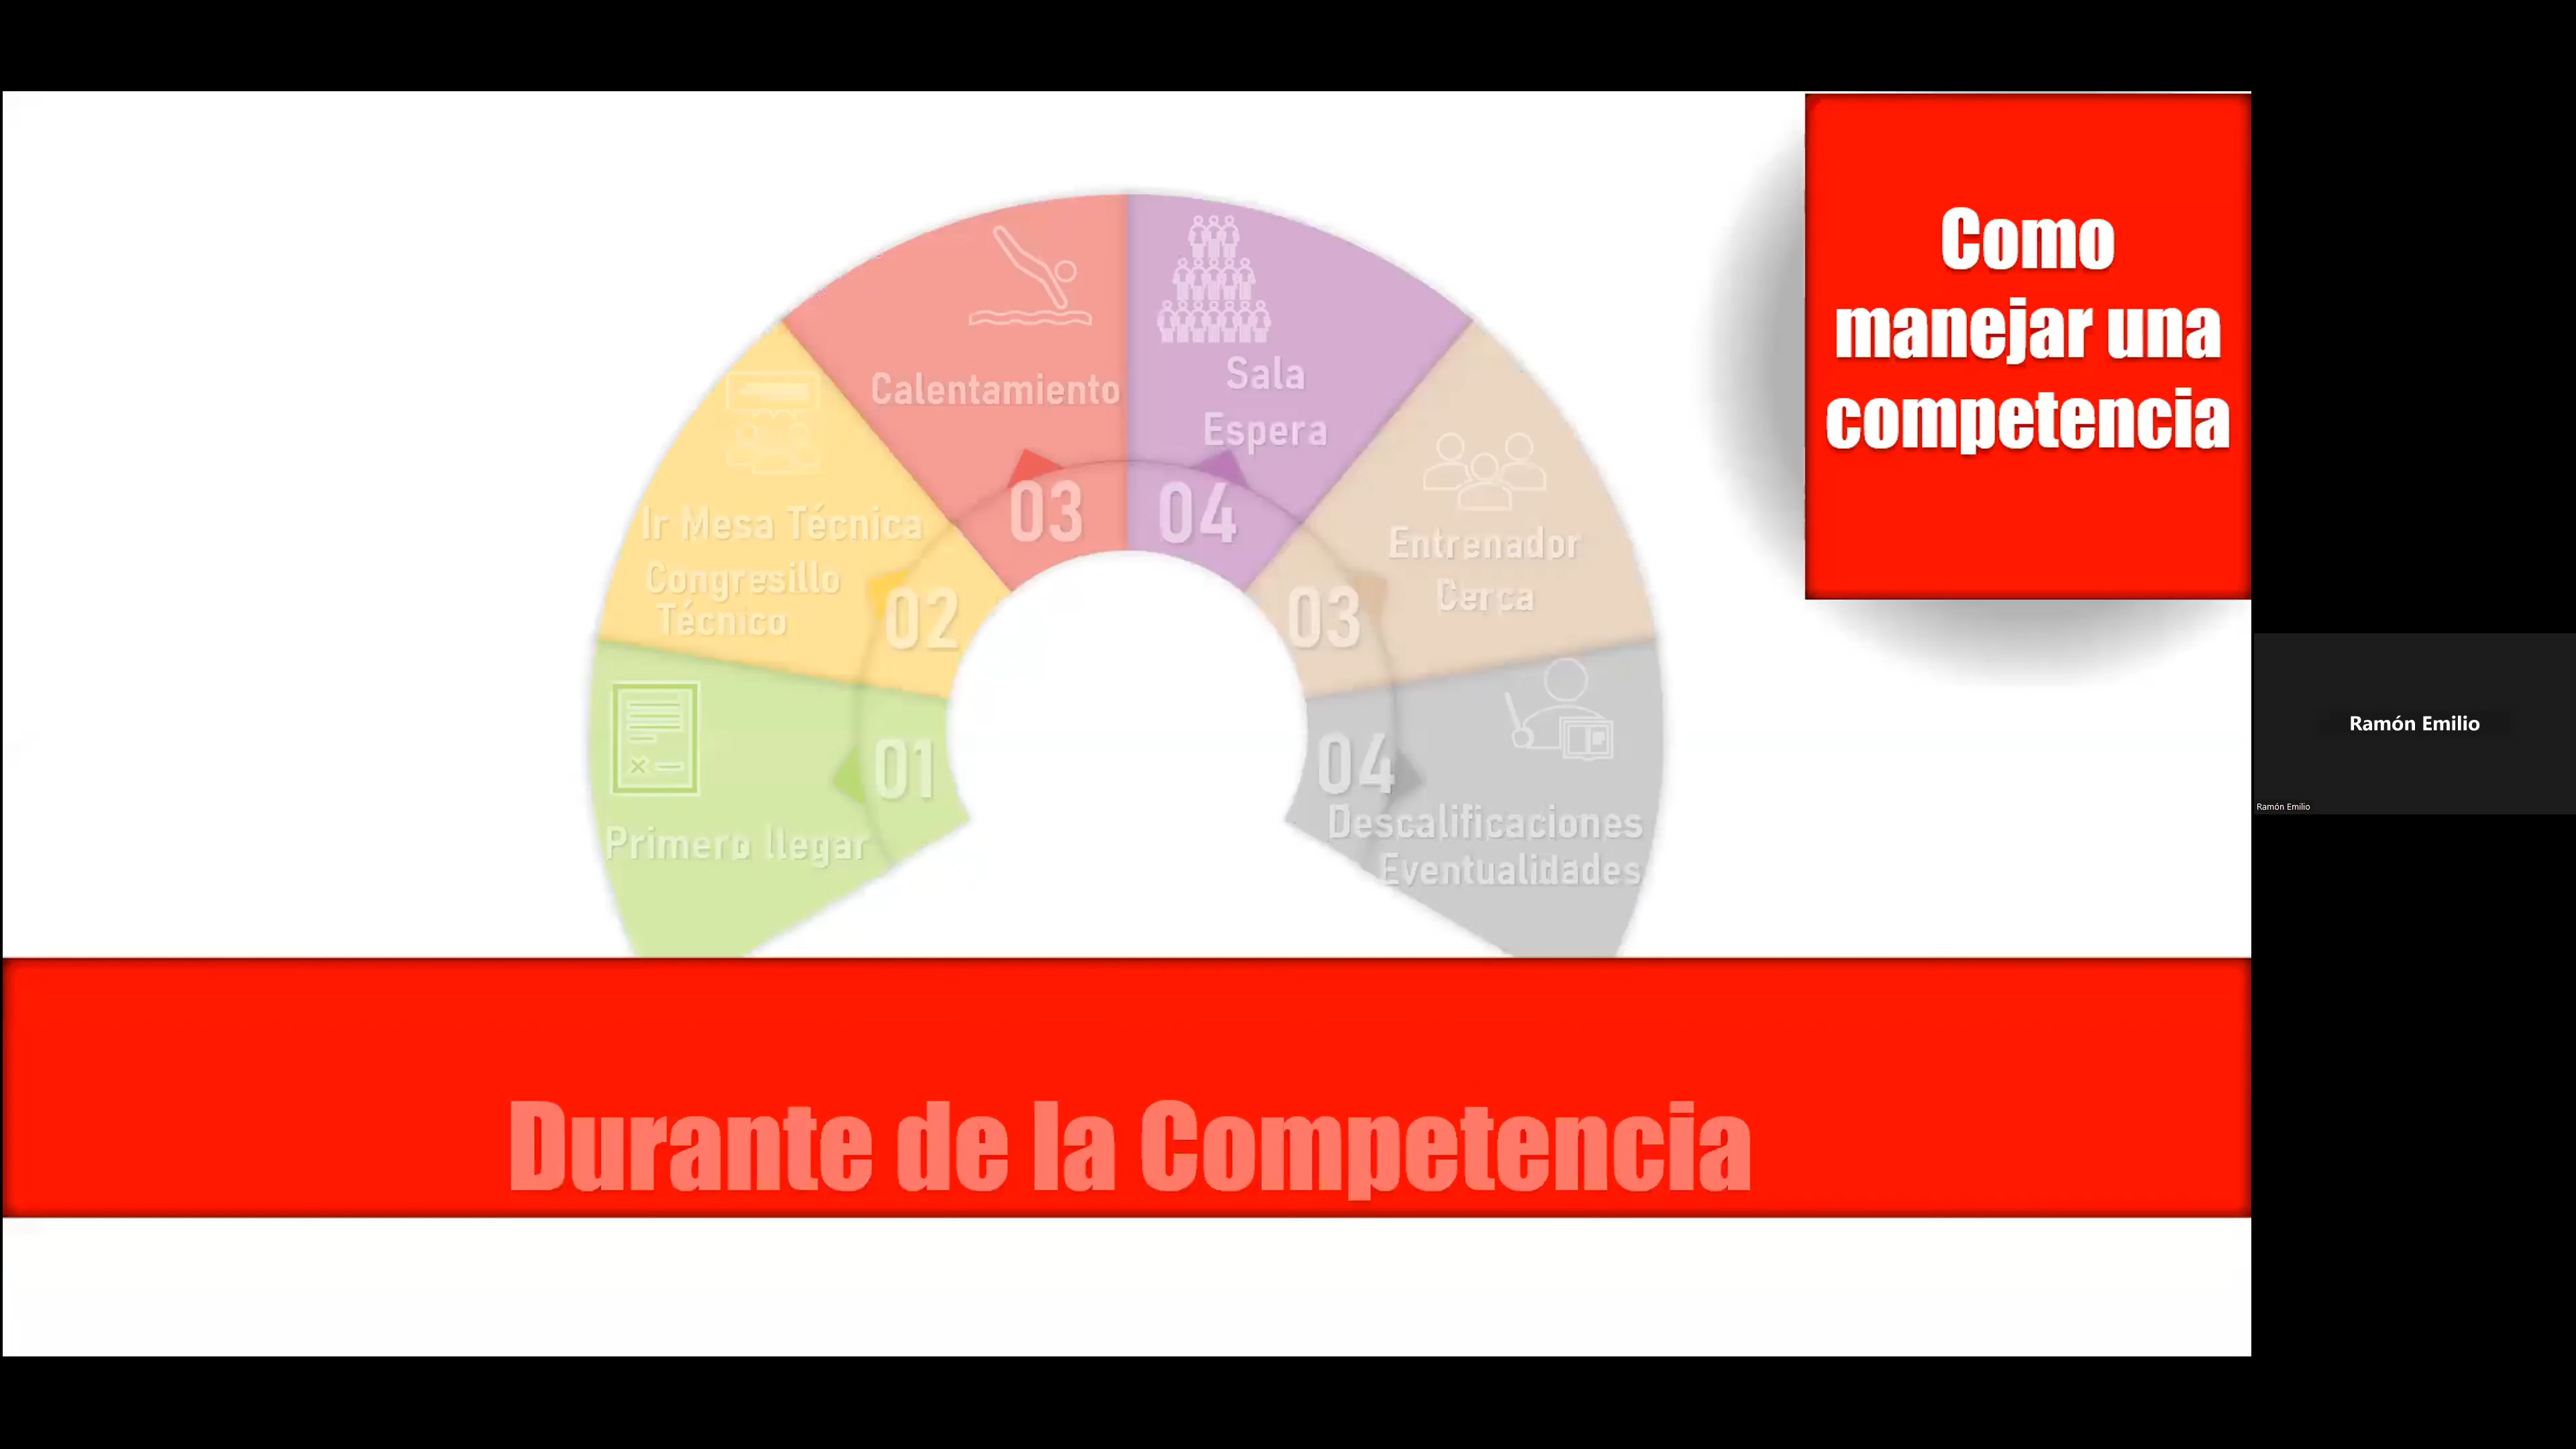 Como
manejar una
competencia
Calentamiento
Sala
Espera
03
04
Ir Mesa Técnica
Congresillo
Técnico
02
Entrenador
Cerca
03
01
Primero llegar
04
Descalificaciones
Eventualidades
Durante de la Competencia
Ramón Emilio
Ramón Emilio